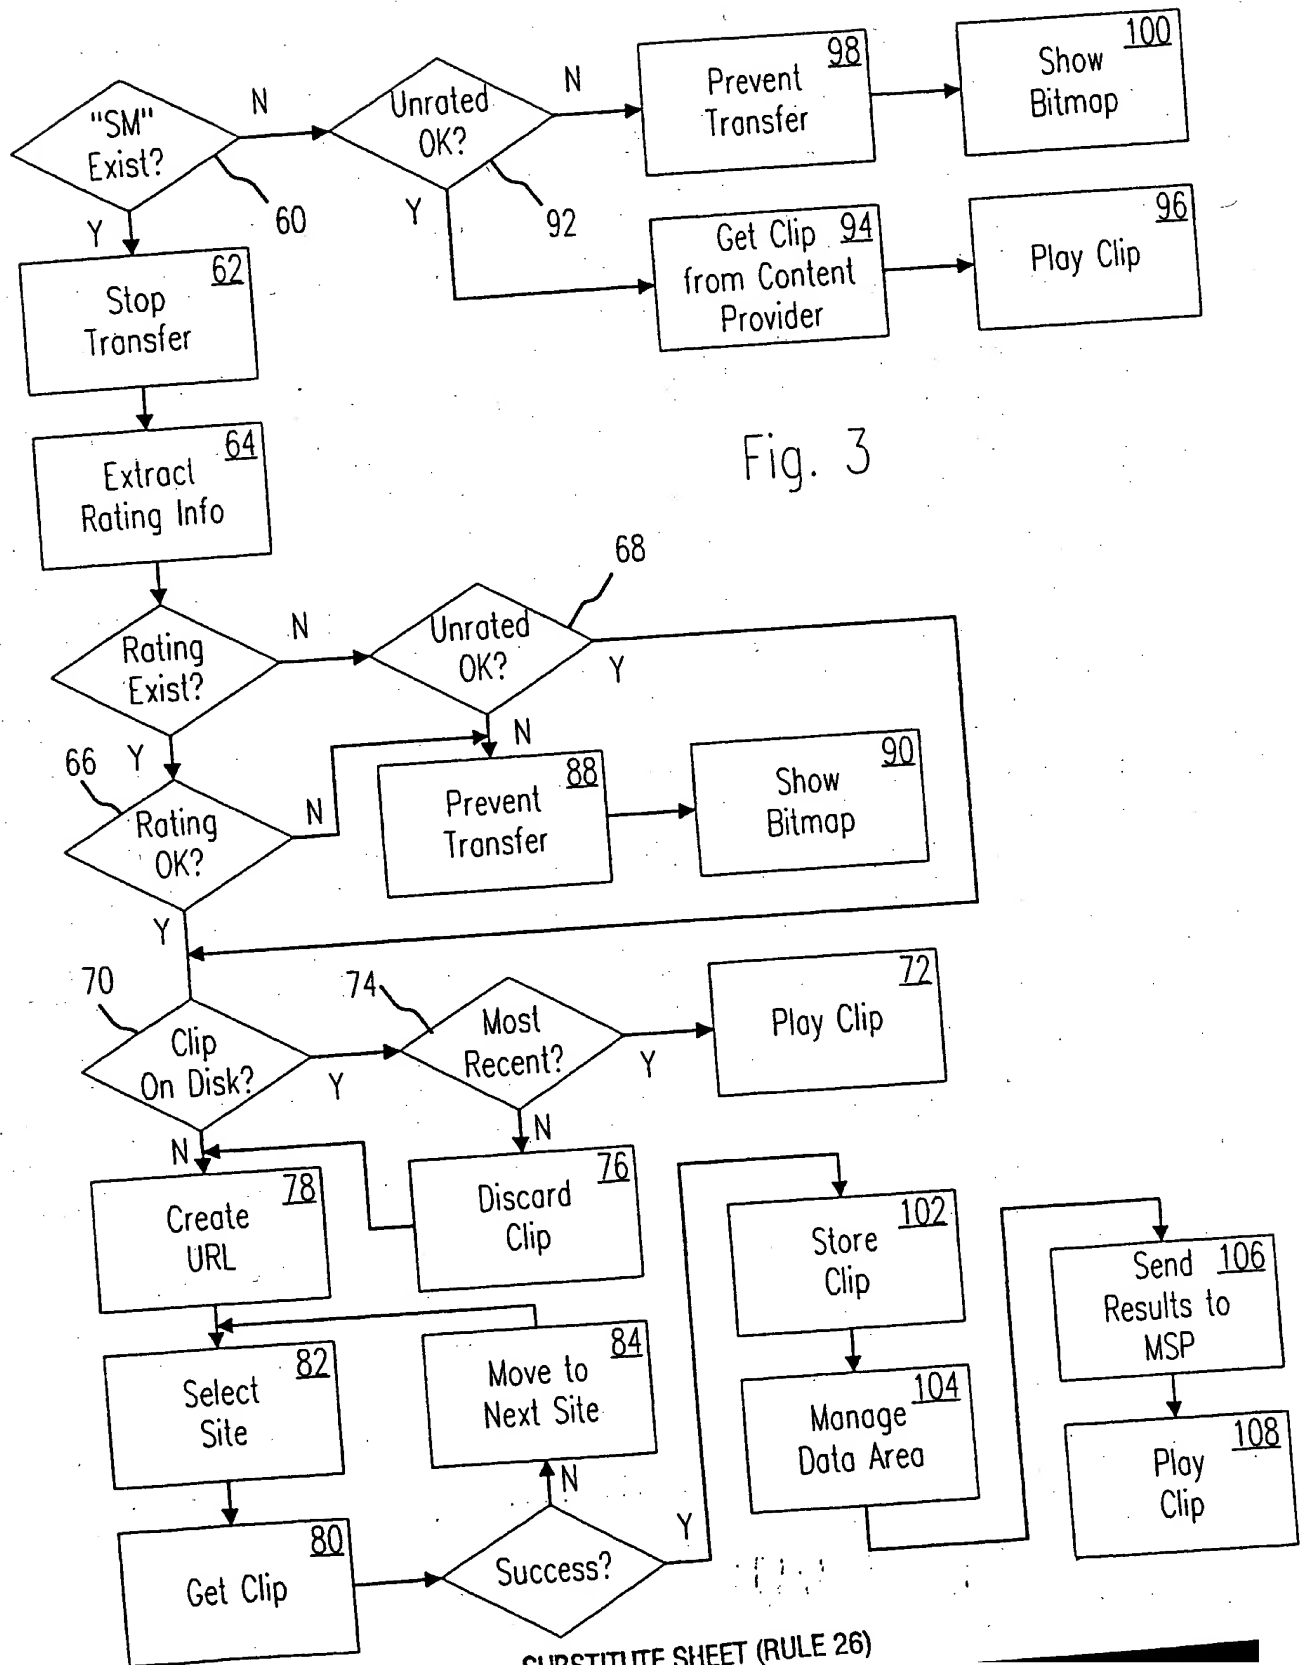 "SM"
Exist?
N
Y
60
Unrated
OK?
N
Y
92
98
Prevent
Transfer
100
Show
Bitmap
94
Get Clip
from Content
Provider
96
Play Clip
62
Stop
Transfer
64
Extract
Rating Info
Fig. 3
Rating
Exist?
N
Y
68
Unrated
OK?
Y
N
66
Rating
OK?
N
Y
88
Prevent
Transfer
90
Show
Bitmap
70
Clip
On Disk?
Y
N
74
Most
Recent?
Y
N
72
Play Clip
76
Discard
Clip
78
Create
URL
82
Select
Site
84
Move to
Next Site
80
Get Clip
Success?
N
Y
102
Store
Clip
104
Manage
Data Area
106
Send
Results to
MSP
108
Play
Clip
SUBSTITUTE SHEET (RULE 26)